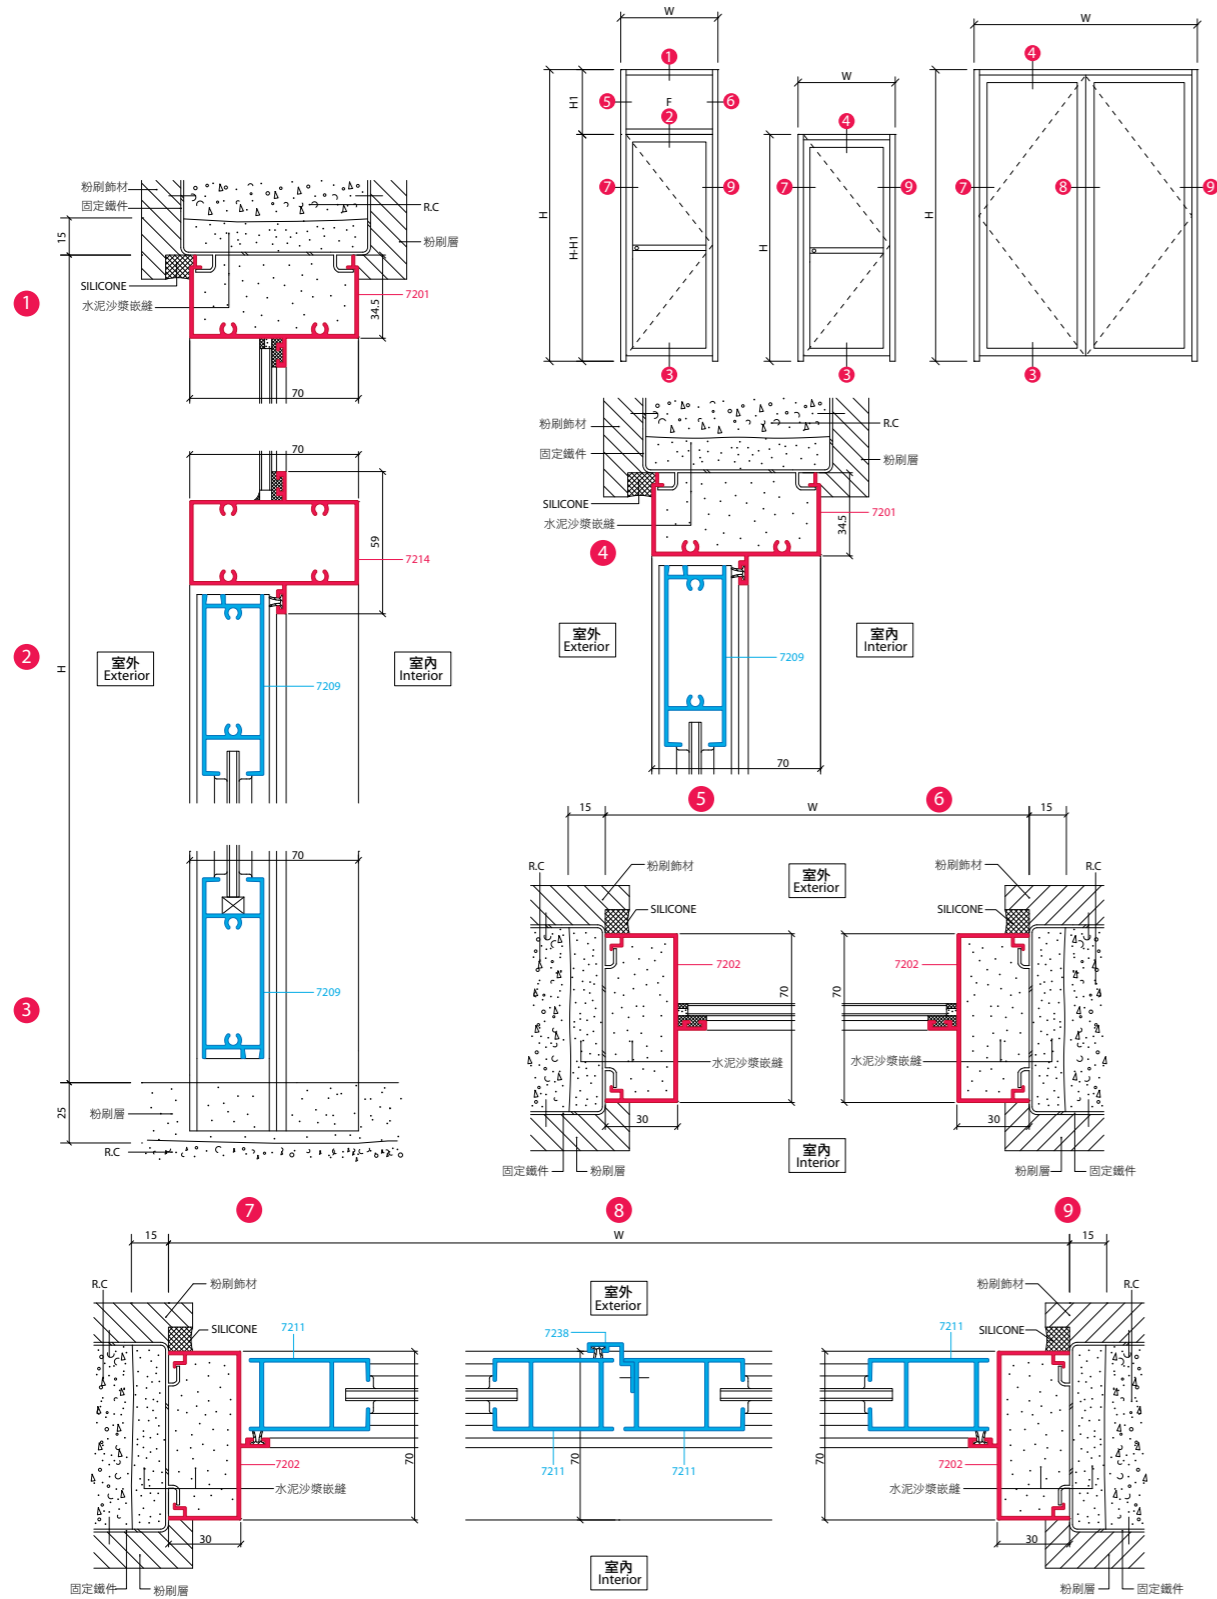 W
1
5
F
6
2
7
9
3
H1
H-H1
H
W
4
7
9
3
H
W
4
7
8
9
3
H
粉刷飾材
固定鐵件
R.C
粉刷層
15
SILICONE
水泥沙漿嵌縫
7201
34.5
1
70
70
59
7214
2
H
室外
Exterior
室內
Interior
7209
70
7209
3
25
粉刷層
R.C
粉刷飾材
固定鐵件
R.C
粉刷層
SILICONE
水泥沙漿嵌縫
7201
34.5
4
室外
Exterior
室內
Interior
7209
70
5
6
15
W
15
R.C
粉刷飾材
室外
Exterior
粉刷飾材
R.C
SILICONE
SILICONE
7202
7202
70
70
水泥沙漿嵌縫
水泥沙漿嵌縫
30
30
室內
Interior
固定鐵件
粉刷層
粉刷層
固定鐵件
7
8
9
15
W
15
R.C
粉刷飾材
室外
Exterior
粉刷飾材
R.C
SILICONE
7211
7238
7211
SILICONE
7202
70
7211
70
7211
70
7202
水泥沙漿嵌縫
水泥沙漿嵌縫
30
30
室內
Interior
固定鐵件
粉刷層
粉刷層
固定鐵件